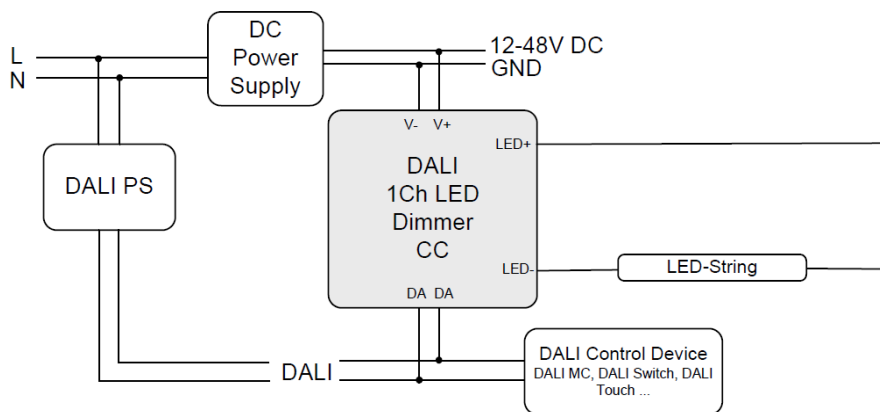 L
N
DC
Power
Supply
12-48V DC
GND
V- V+
LED+
DALI PS
DALI
1Ch LED
Dimmer
CC
LED-
LED-String
DA DA
DALI
DALI Control Device
DALI MC, DALI Switch, DALI
Touch ...